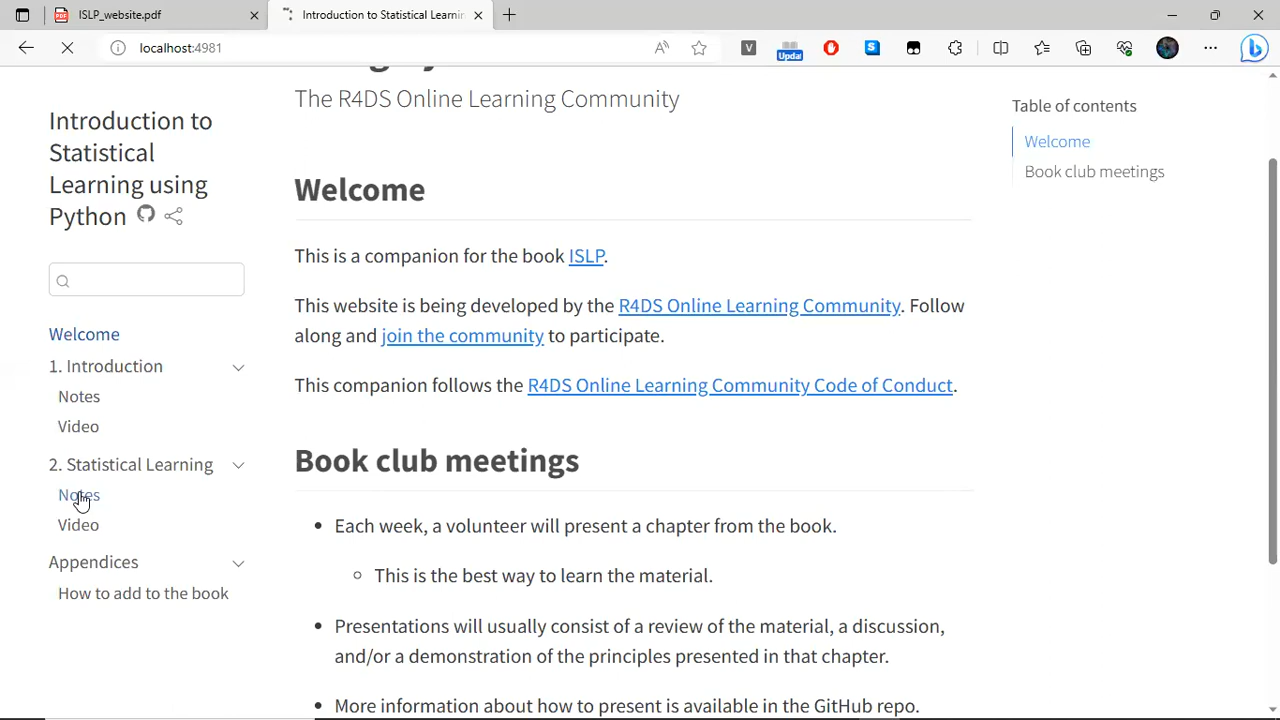 ISLP_website.pdf
Introduction to Statistical Learnin
localhost:4981
Upda
The R4DS Online Learning Community
Introduction to
Statistical
Learning using
Python
Welcome
1. Introduction
Notes
Video
2. Statistical Learning
Notes
Video
Appendices
How to add to the book
Welcome
This is a companion for the book ISLP.
This website is being developed by the R4DS Online Learning Community. Follow
along and join the community to participate.
This companion follows the R4DS Online Learning Community Code of Conduct.
Book club meetings
• Each week, a volunteer will present a chapter from the book.
◦ This is the best way to learn the material.
• Presentations will usually consist of a review of the material, a discussion,
and/or a demonstration of the principles presented in that chapter.
• More information about how to present is available in the GitHub repo.
Table of contents
Welcome
Book club meetings